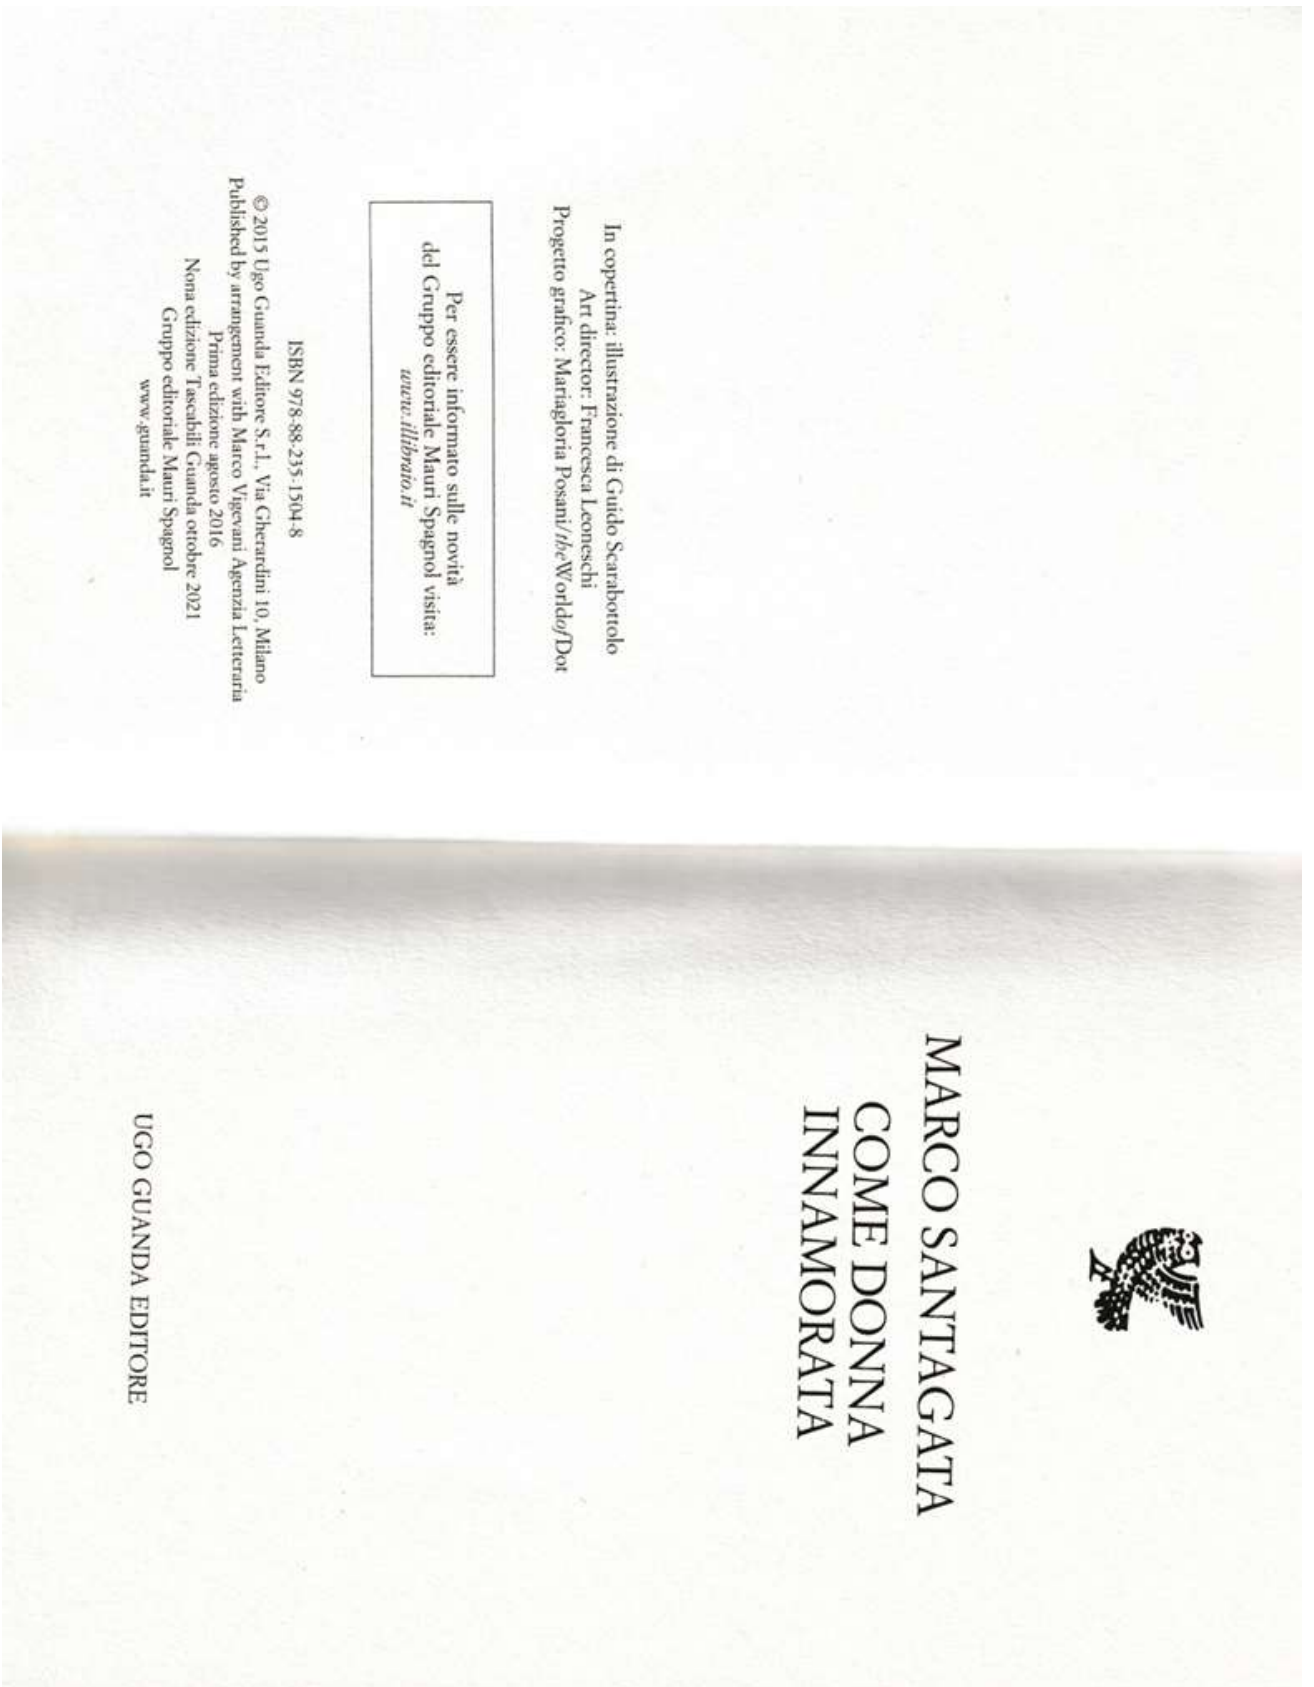 In copertina: illustrazione di Guido Scarabottolo
Art director: Francesca Leoneschi
Progetto grafico: Mariagloria Posani/theWorldofDot
Per essere informato sulle novità
del Gruppo editoriale Mauri Spagnol visita:
www.illibraio.it
ISBN 978-88-235-1504-8
© 2015 Ugo Guanda Editore S.r.l., Via Gherardini 10, Milano
Published by arrangement with Marco Vigevani Agenzia Letteraria
Prima edizione agosto 2016
Nona edizione Tascabili Guanda ottobre 2021
Gruppo editoriale Mauri Spagnol
www.guanda.it
MARCO SANTAGATA
COME DONNA
INNAMORATA
UGO GUANDA EDITORE